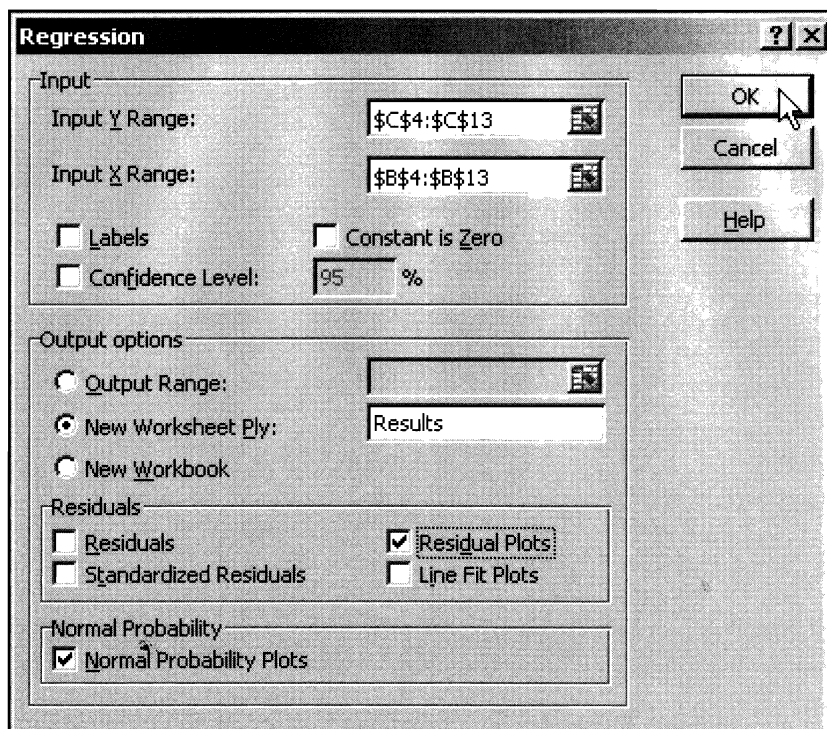 Regression
Input
Input Y Range: $C$4:$C$13
Input X Range: $B$4:$B$13
Labels Constant is Zero
Confidence Level: 95 %
OK
Cancel
Help
Output options
Output Range:
New Worksheet Ply: Results
New Workbook
Residuals
Residuals Residual Plots
Standardized Residuals Line Fit Plots
Normal Probability
Normal Probability Plots